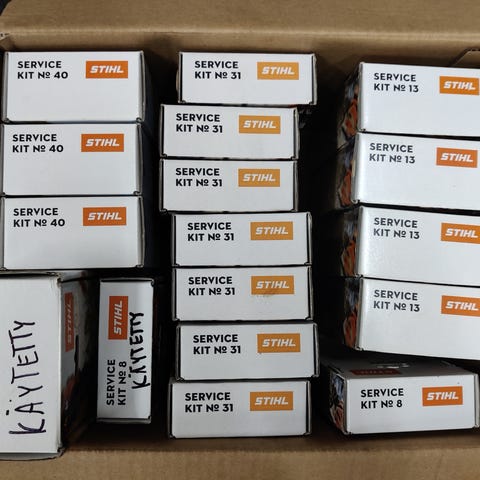 SERVICE
KIT № 40
STIHL
SERVICE
KIT № 40
STIHL
SERVICE
KIT № 40
STIHL
KÄYTETTY
SERVICE
KIT № 8
STIHL
KÄYTETTY
SERVICE
KIT № 31
STIHL
SERVICE
KIT № 31
STIHL
SERVICE
KIT № 31
STIHL
SERVICE
KIT № 31
STIHL
SERVICE
KIT № 31
STIHL
SERVICE
KIT № 31
STIHL
SERVICE
KIT № 31
STIHL
SERVICE
KIT № 13
STIHL
SERVICE
KIT № 13
STIHL
SERVICE
KIT № 13
STIHL
SERVICE
KIT № 13
STIHL
SERVICE
KIT № 8
STIHL